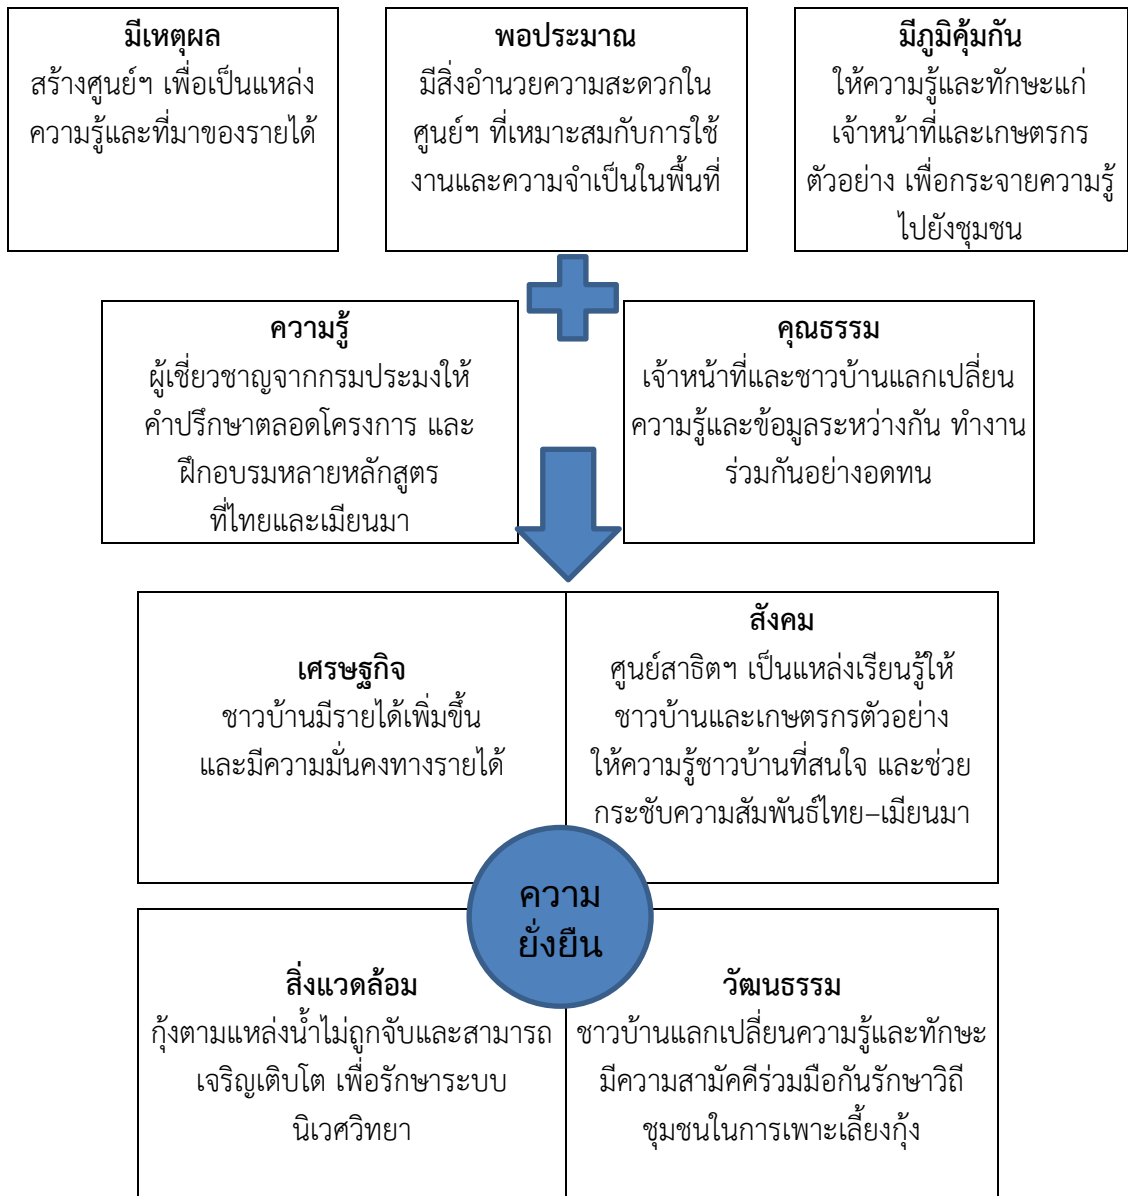 มีเหตุผล
สร้างศูนย์ฯ เพื่อเป็นแหล่ง
ความรู้และที่มาของรายได้
พอประมาณ
มีสิ่งอำนวยความสะดวกใน
ศูนย์ฯ ที่เหมาะสมกับการใช้
งานและความจำเป็นในพื้นที่
มีภูมิคุ้มกัน
ให้ความรู้และทักษะแก่
เจ้าหน้าที่และเกษตรกร
ตัวอย่าง เพื่อกระจายความรู้
ไปยังชุมชน
ความรู้
ผู้เชี่ยวชาญจากกรมประมงให้
คำปรึกษาตลอดโครงการ และ
ฝึกอบรมหลายหลักสูตร
ที่ไทยและเมียนมา
คุณธรรม
เจ้าหน้าที่และชาวบ้านแลกเปลี่ยน
ความรู้และข้อมูลระหว่างกัน ทำงาน
ร่วมกันอย่างอดทน
เศรษฐกิจ
ชาวบ้านมีรายได้เพิ่มขึ้น
และมีความมั่นคงทางรายได้
สังคม
ศูนย์สาธิตฯ เป็นแหล่งเรียนรู้ให้
ชาวบ้านและเกษตรกรตัวอย่าง
ให้ความรู้ชาวบ้านที่สนใจ และช่วย
กระชับความสัมพันธ์ไทย–เมียนมา
ความ
ยั่งยืน
สิ่งแวดล้อม
กุ้งตามแหล่งน้ำไม่ถูกจับและสามารถ
เจริญเติบโต เพื่อรักษาระบบ
นิเวศวิทยา
วัฒนธรรม
ชาวบ้านแลกเปลี่ยนความรู้และทักษะ
มีความสามัคคีร่วมมือกันรักษาวิถี
ชุมชนในการเพาะเลี้ยงกุ้ง